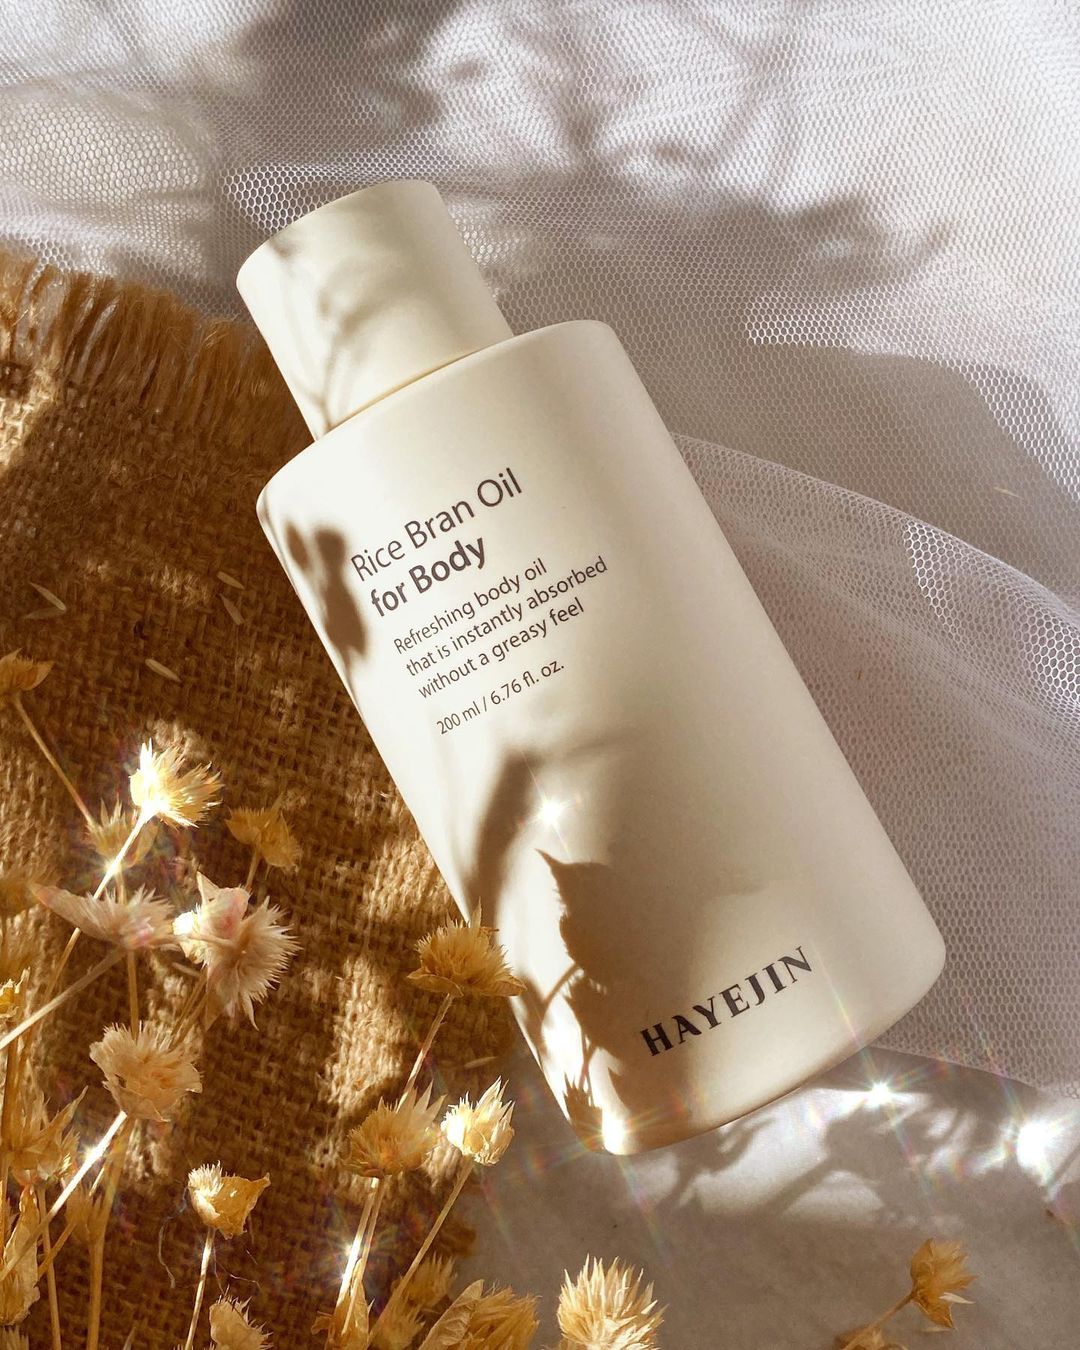 Rice Bran Oil
for Body
Refreshing body oil
that is instantly absorbed
without a greasy feel
200 ml / 6.76 fl. oz.
HAYEJIN